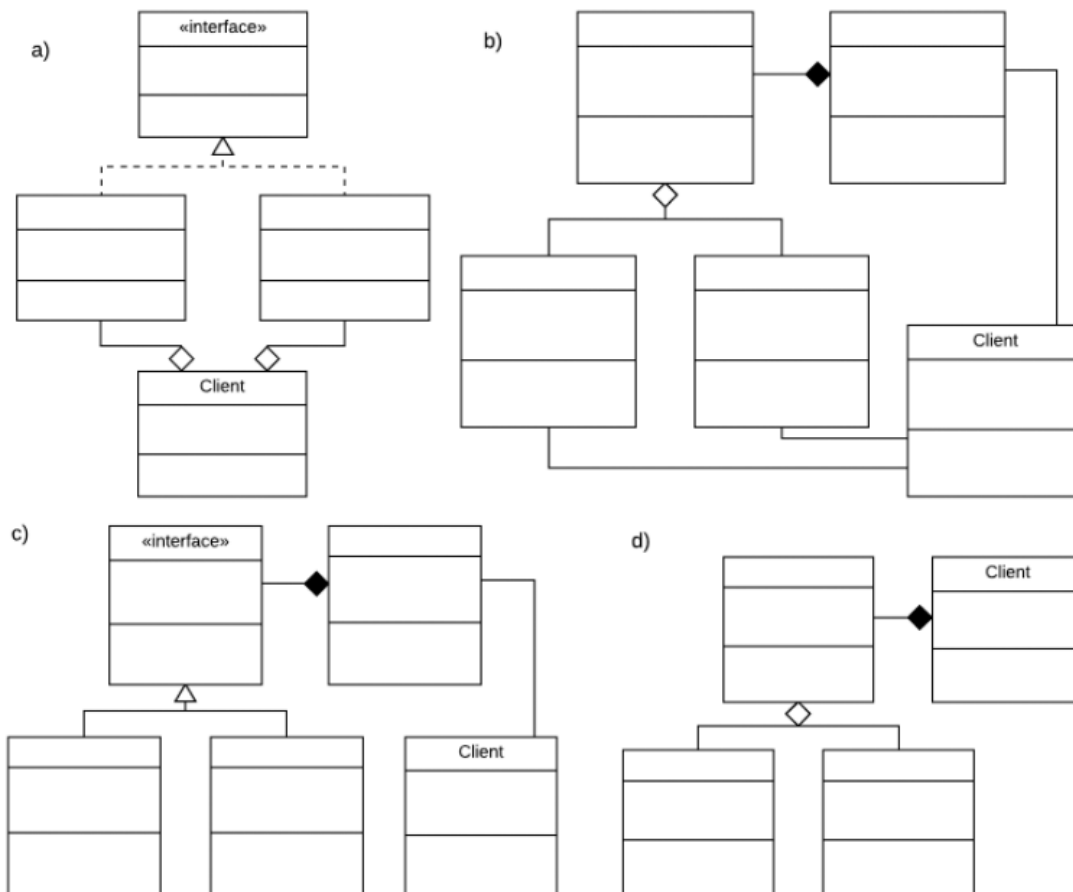 a)
«interface»
Client
b)
Client
c)
«interface»
Client
d)
Client